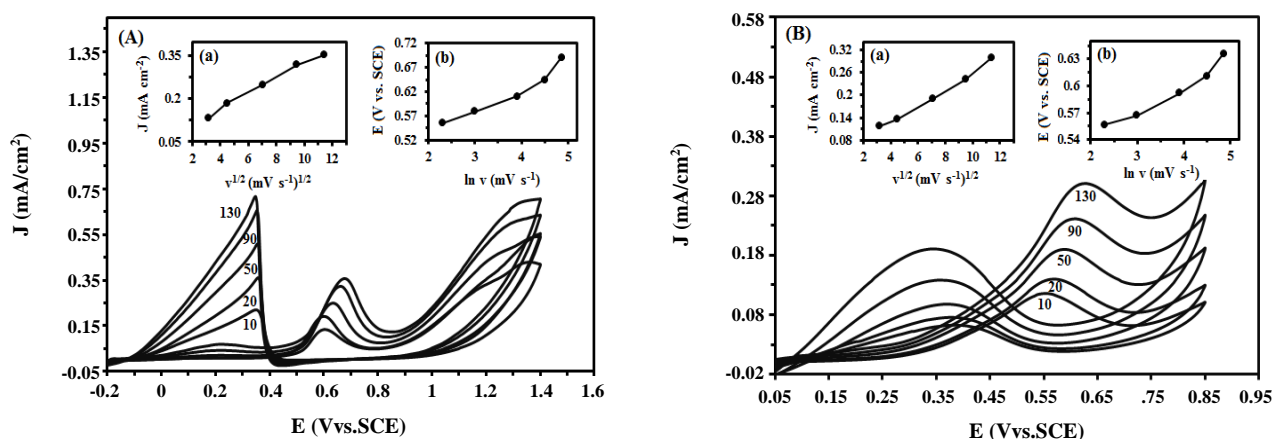 (A)
1.35
1.15
0.95
0.75
0.55
0.35
0.15
-0.05
J (mA/cm²)
-0.2 0 0.2 0.4 0.6 0.8 1 1.2 1.4 1.6
E (Vvs.SCE)
130
90
50
20
10
(a)
J (mA cm⁻²)
0.35
0.2
0.05
2 4 6 8 10 12
v^1/2 (mV s⁻¹)^1/2
(b)
E (V vs. SCE)
0.72
0.67
0.62
0.57
0.52
2 3 4 5
ln v (mV s⁻¹)
(B)
0.58
0.48
0.38
0.28
0.18
0.08
-0.02
J (mA/cm²)
0.05 0.15 0.25 0.35 0.45 0.55 0.65 0.75 0.85 0.95
E (Vvs.SCE)
130
90
50
20
10
(a)
J (mA cm⁻²)
0.32
0.26
0.2
0.14
0.08
2 4 6 8 10 12
v^1/2 (mV s⁻¹)^1/2
(b)
E (V vs. SCE)
0.63
0.6
0.57
0.54
2 3 4 5
ln v (mV s⁻¹)